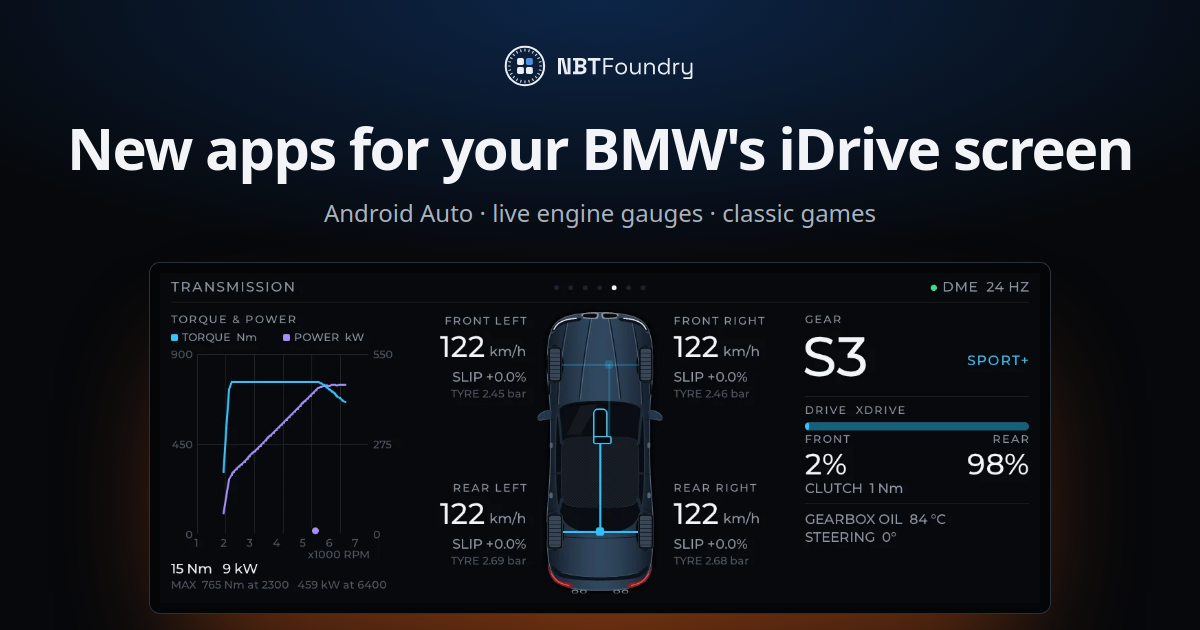 NBTFoundry
New apps for your BMW's iDrive screen
Android Auto · live engine gauges · classic games
TRANSMISSION
DME 24 HZ
TORQUE & POWER
TORQUE Nm
POWER kW
900
550
450
275
0
0
1 2 3 4 5 6 7
x1000 RPM
15 Nm 9 kW
MAX 765 Nm at 2300 459 kW at 6400
FRONT LEFT
122 km/h
SLIP +0.0%
TYRE 2.45 bar
FRONT RIGHT
122 km/h
SLIP +0.0%
TYRE 2.46 bar
REAR LEFT
122 km/h
SLIP +0.0%
TYRE 2.69 bar
REAR RIGHT
122 km/h
SLIP +0.0%
TYRE 2.68 bar
GEAR
S3
SPORT+
DRIVE XDRIVE
FRONT
REAR
2%
98%
CLUTCH 1 Nm
GEARBOX OIL 84 °C
STEERING 0°